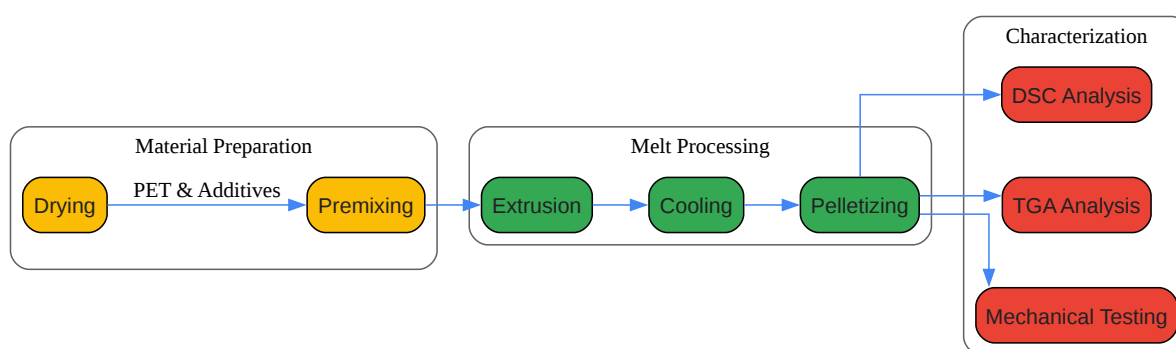 Material Preparation
Drying
PET & Additives
Premixing
Melt Processing
Extrusion
Cooling
Pelletizing
Characterization
DSC Analysis
TGA Analysis
Mechanical Testing